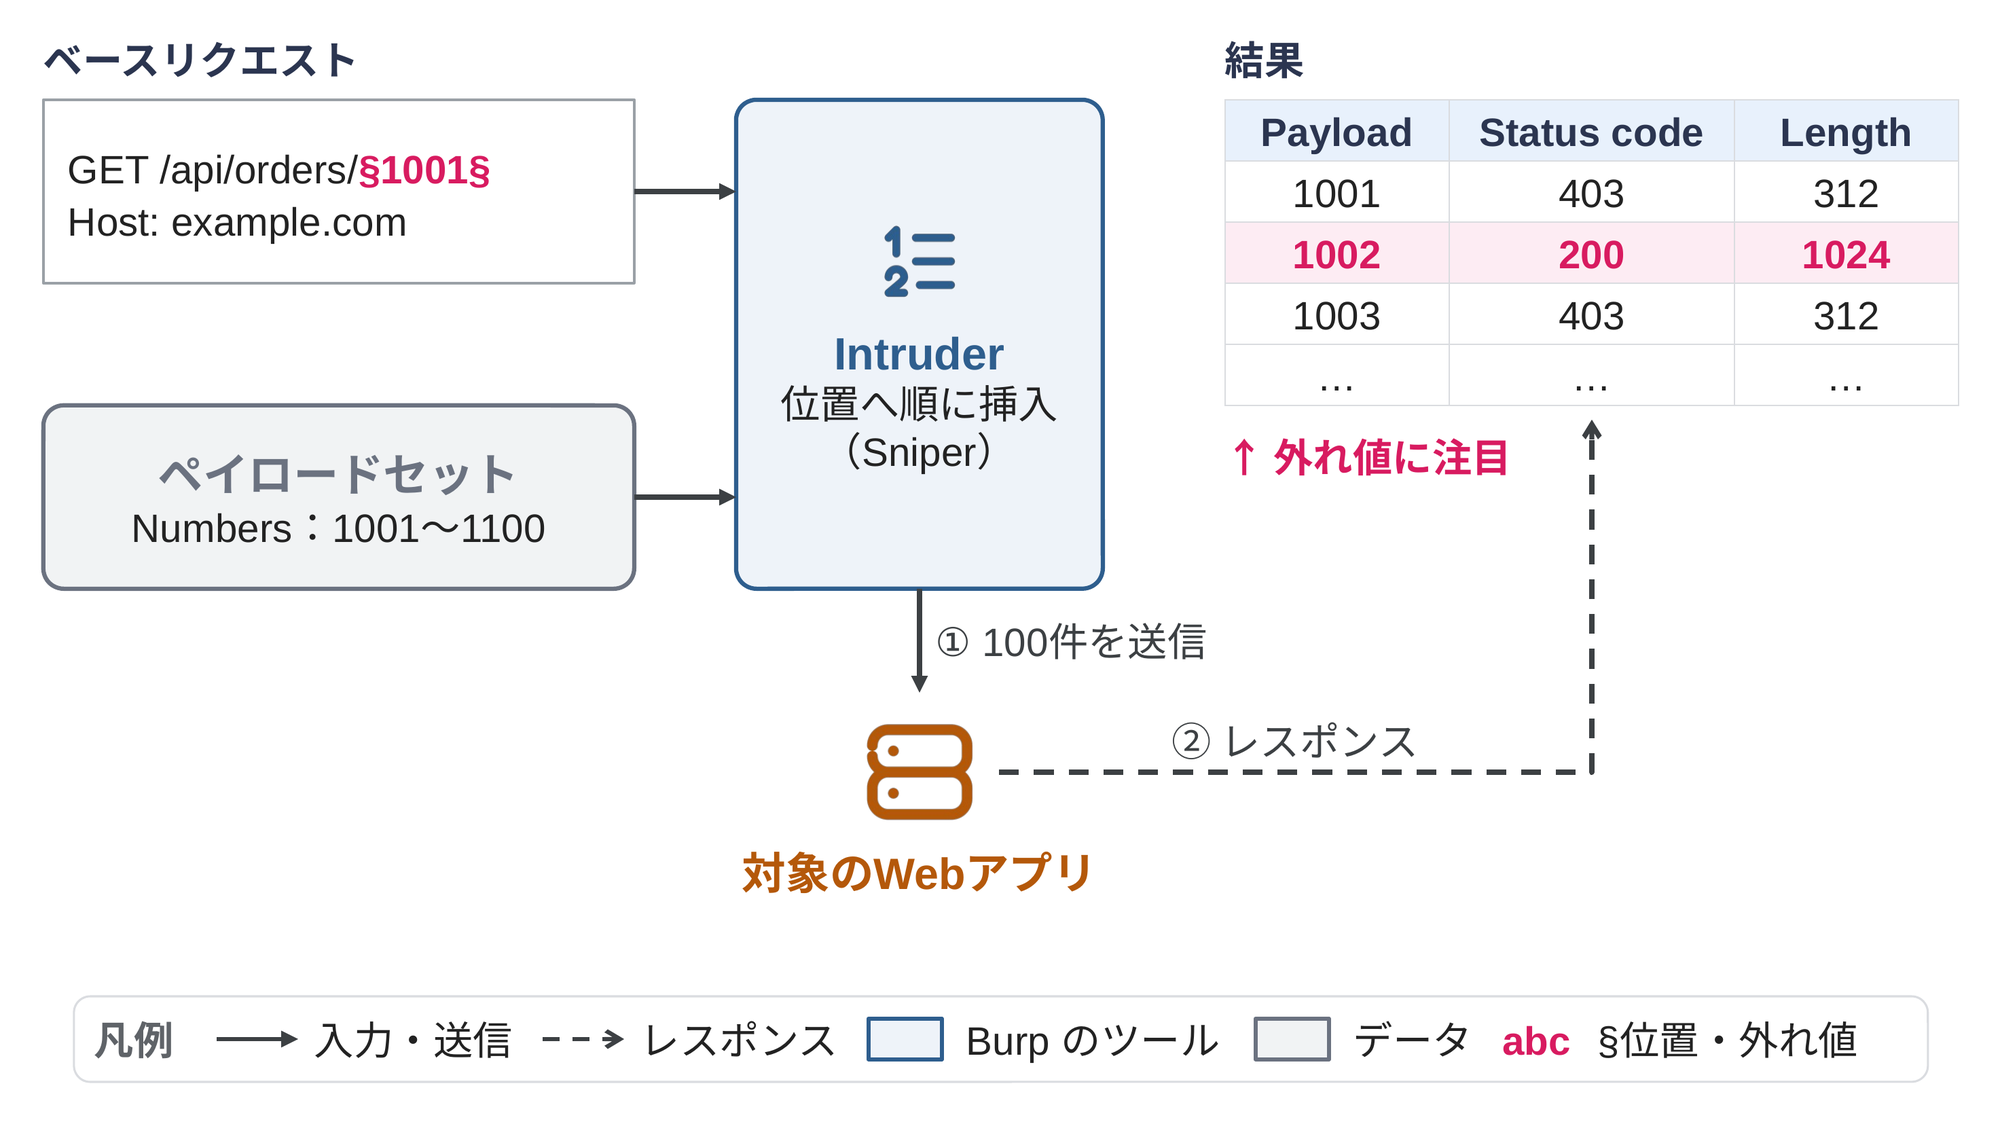 ベースリクエスト
GET /api/orders/§1001§
Host: example.com
ペイロードセット
Numbers：1001～1100
Intruder
位置へ順に挿入
（Sniper）
① 100件を送信
対象のWebアプリ
② レスポンス
結果
Payload Status code Length
1001 403 312
1002 200 1024
1003 403 312
… … …
↑ 外れ値に注目
凡例 入力・送信 レスポンス Burp のツール データ abc §位置・外れ値